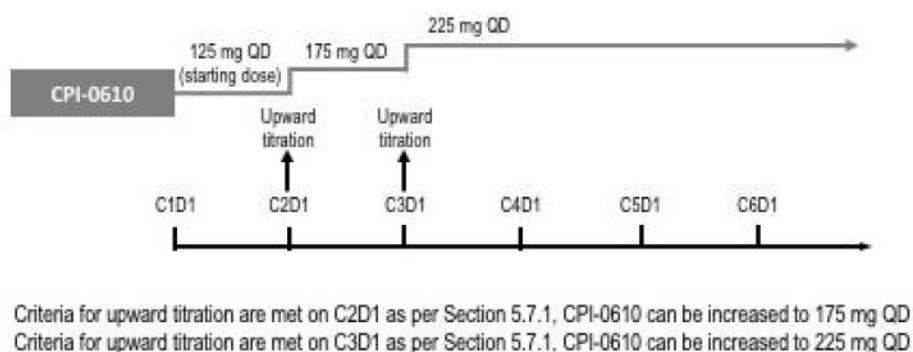 225 mg QD
125 mg QD
(starting dose)
175 mg QD
CPI-0610
Upward
titration
Upward
titration
C1D1
C2D1
C3D1
C4D1
C5D1
C6D1
Criteria for upward titration are met on C2D1 as per Section 5.7.1, CPI-0610 can be increased to 175 mg QD
Criteria for upward titration are met on C3D1 as per Section 5.7.1, CPI-0610 can be increased to 225 mg QD